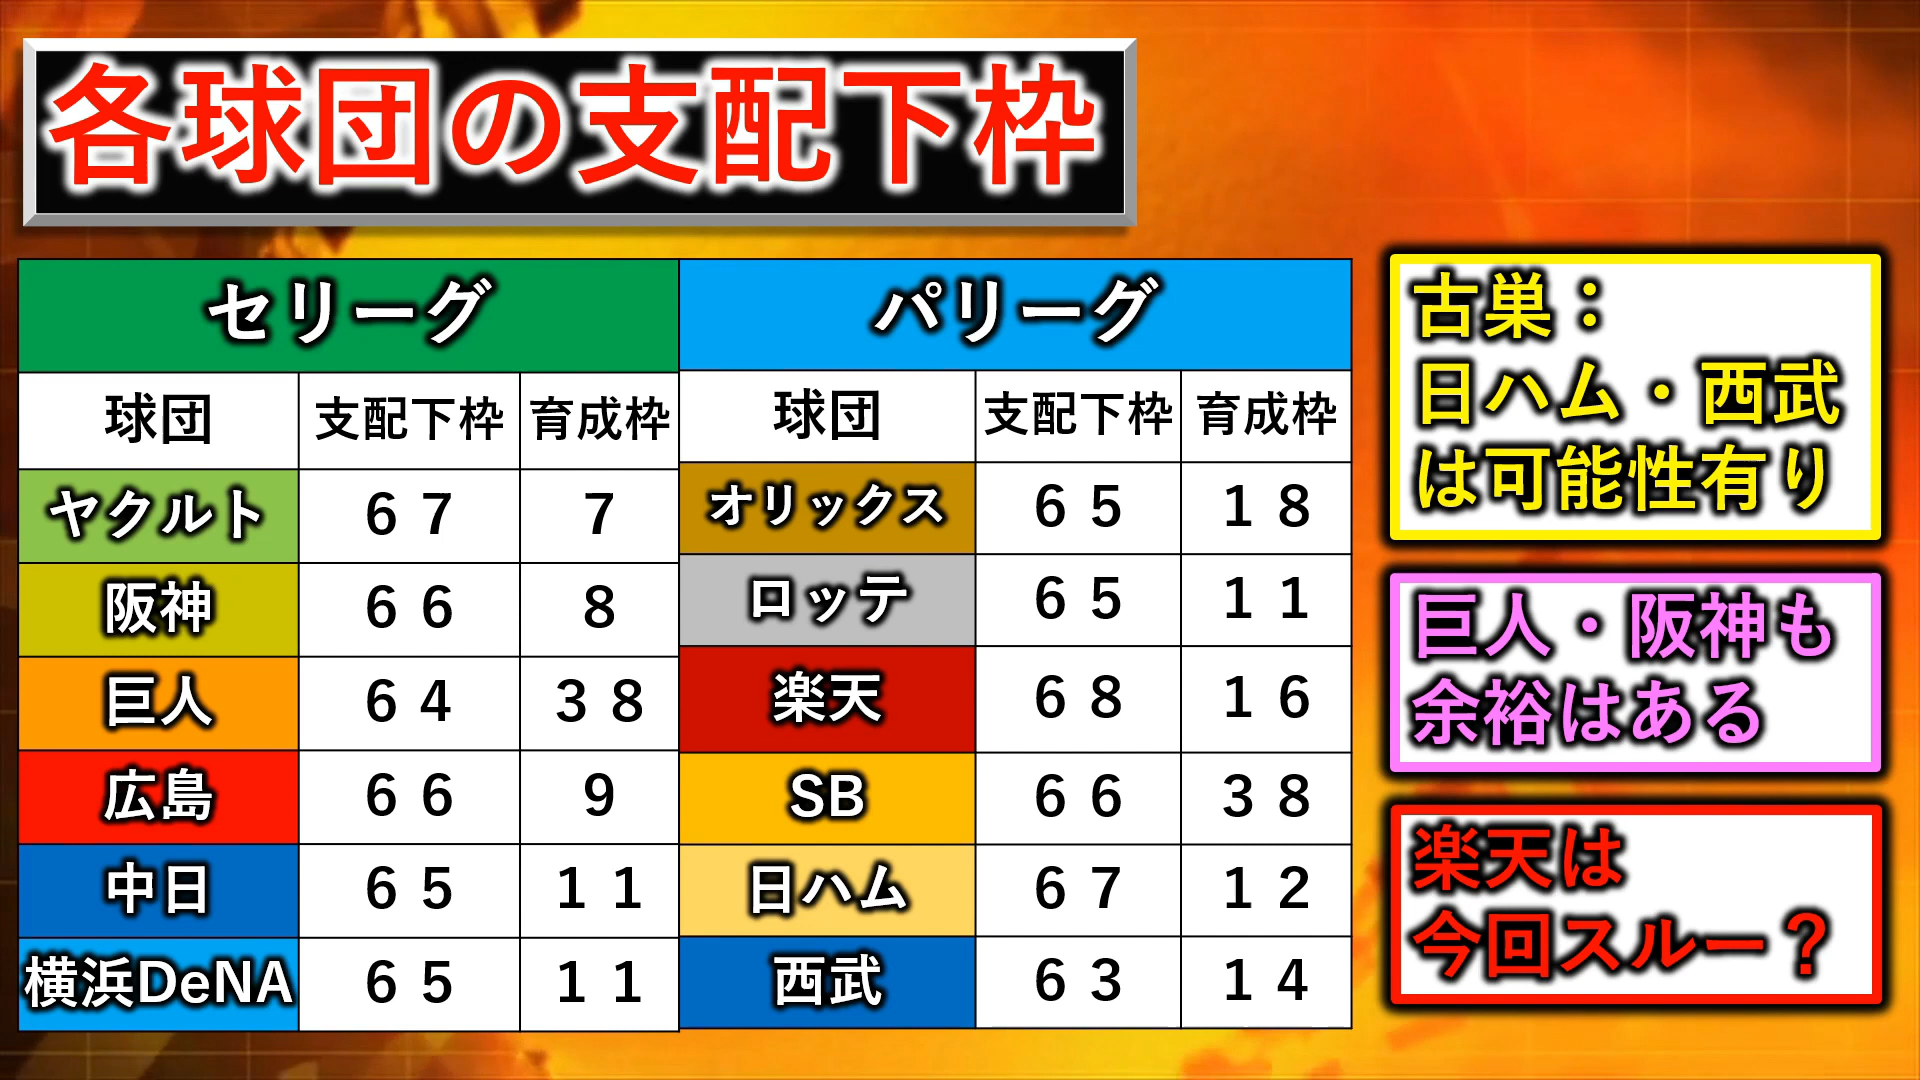 各球団の支配下枠
セリーグ パリーグ
球団 支配下枠 育成枠 球団 支配下枠 育成枠
ヤクルト ６７ 7 オリックス ６５ １８
阪神 ６６ 8 ロッテ ６５ １１
巨人 ６４ ３８ 楽天 ６８ １６
広島 ６６ 9 SB ６６ ３８
中日 ６５ １１ 日ハム ６７ １２
横浜DeNA ６５ １１ 西武 ６３ １４
古巣：
日ハム・西武
は可能性有り
巨人・阪神も
余裕はある
楽天は
今回スルー？